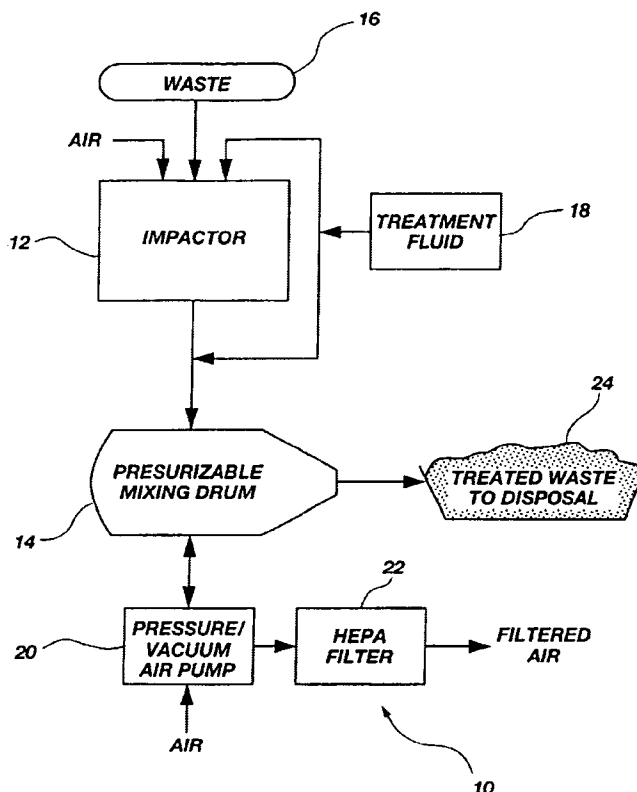 16
WASTE
AIR
12
IMPACTOR
TREATMENT
FLUID
18
24
PRESURIZABLE
MIXING DRUM
TREATED WASTE
TO DISPOSAL
14
22
20
PRESSURE/
VACUUM
AIR PUMP
HEPA
FILTER
FILTERED
AIR
AIR
10